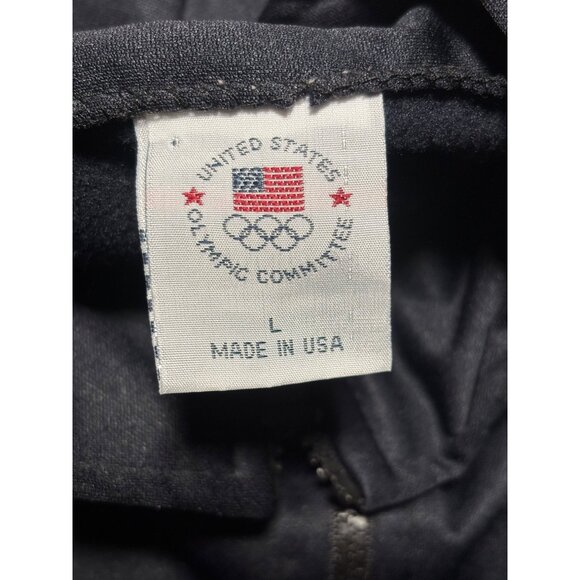 UNITED STATES
OLYMPIC COMMITTEE
L
MADE IN USA